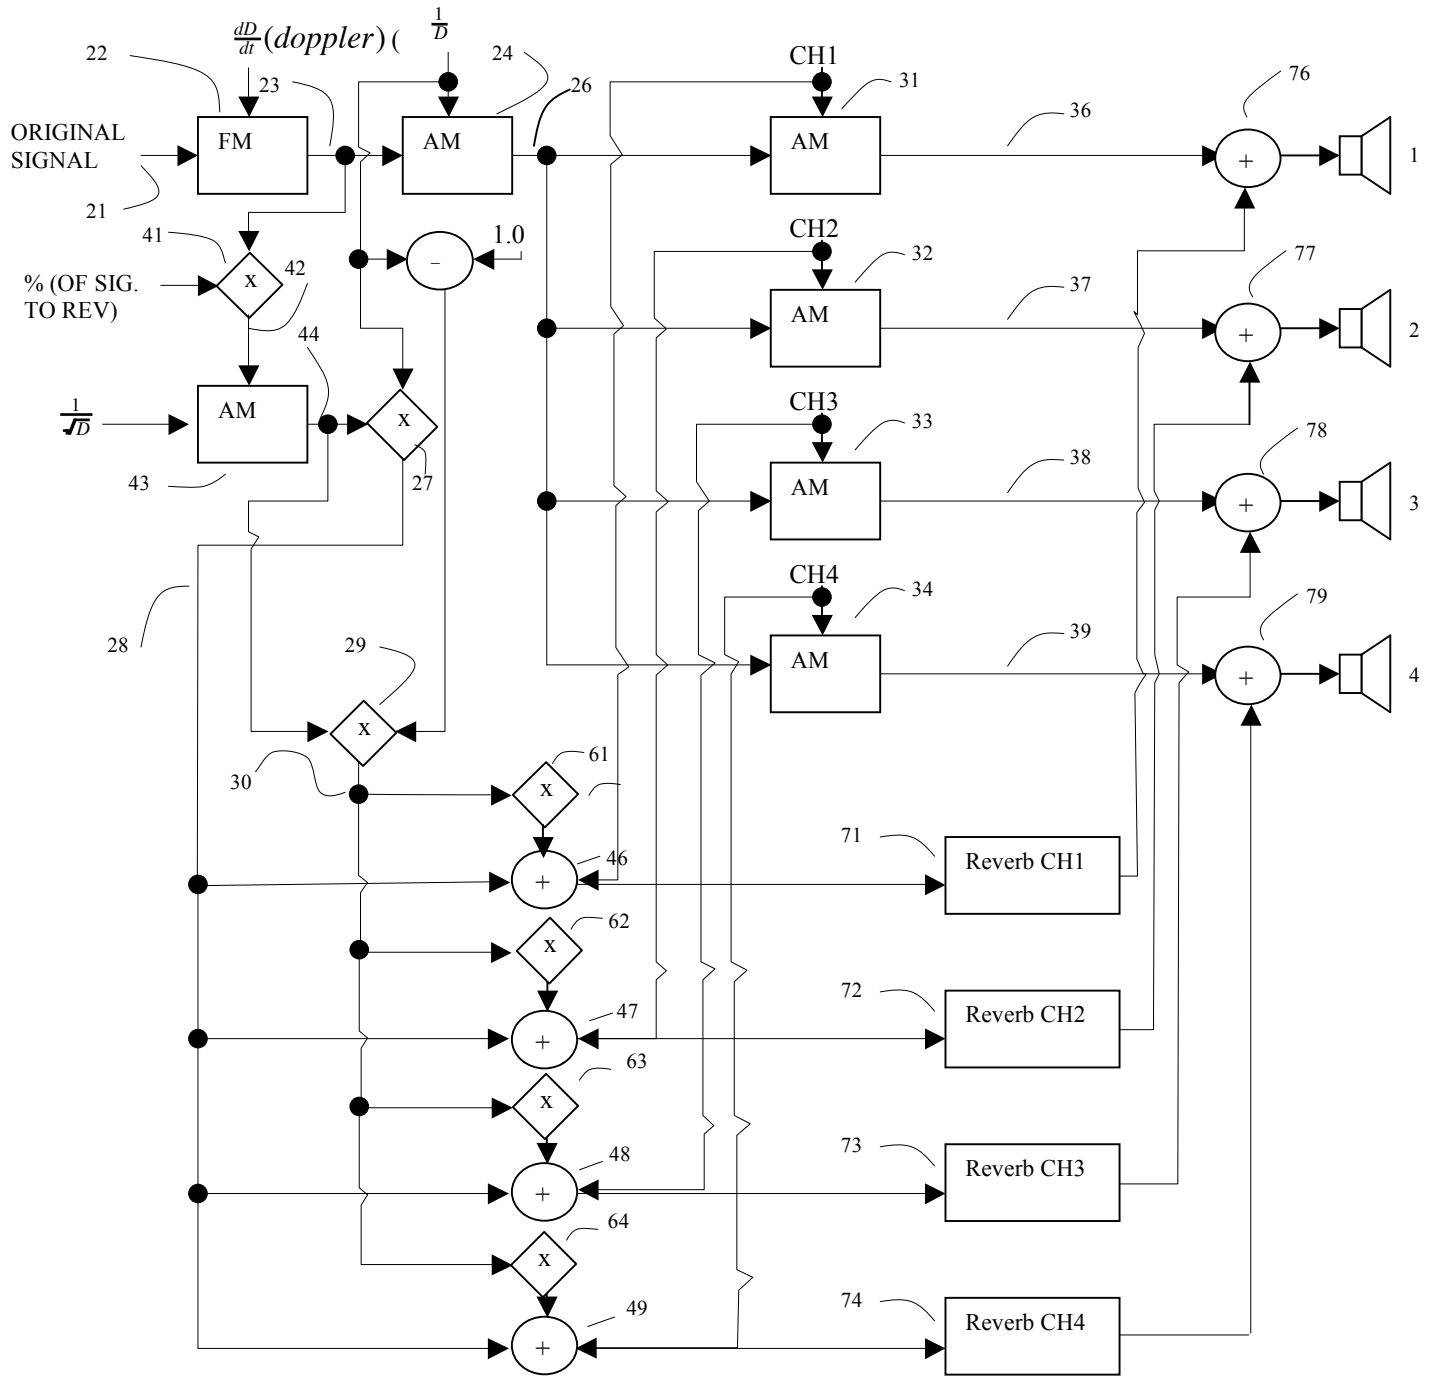 dD/dt (doppler) (
1/D
22
23
24
26
CH1
31
36
76
ORIGINAL
SIGNAL
FM
AM
AM
+
1
21
41
42
1.0
-
CH2
32
37
77
% (OF SIG.
TO REV)
x
AM
+
2
44
1/√D
AM
x
43
27
CH3
33
38
78
AM
+
3
CH4
34
39
79
AM
+
4
28
29
x
30
61
x
46
+
71
Reverb CH1
62
x
47
+
72
Reverb CH2
63
x
48
+
73
Reverb CH3
64
x
49
+
74
Reverb CH4